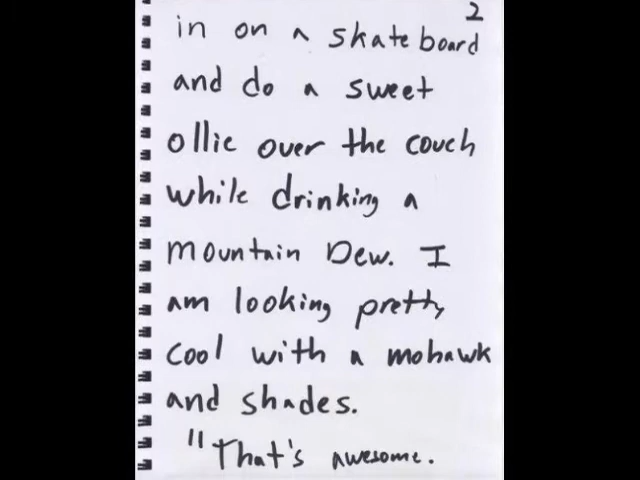 2
in on a skateboard
and do a sweet
ollie over the couch
while drinking a
mountain Dew. I
am looking pretty
cool with a mohawk
and shades.
"That's awesome.